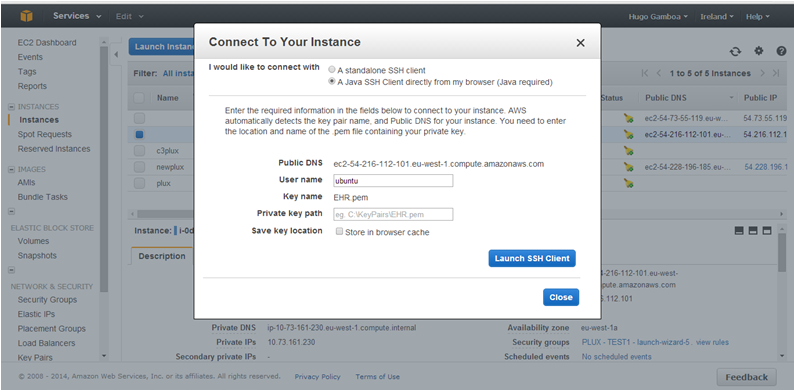 Services
Edit
Hugo Gamboa
Ireland
Help
EC2 Dashboard
Events
Tags
Reports
INSTANCES
Instances
Spot Requests
Reserved Instances
IMAGES
AMIs
Bundle Tasks
ELASTIC BLOCK STORE
Volumes
Snapshots
NETWORK & SECURITY
Security Groups
Elastic IPs
Placement Groups
Load Balancers
Key Pairs
Launch Instanc
Filter: All instan
1 to 5 of 5 Instances
Name
Status
Public DNS
Public IP
ec2-54-73-55-119.eu-w...
54.73.55.119
ec2-54-216-112-101.eu-...
54.216.112.1
c3plux
newplux
ec2-54-228-196-185.eu-...
54.228.196.1
plux
Connect To Your Instance
I would like to connect with
A standalone SSH client
A Java SSH Client directly from my browser (Java required)
Enter the required information in the fields below to connect to your instance. AWS
automatically detects the key pair name, and Public DNS for your instance. You need to enter
the location and name of the .pem file containing your private key.
Public DNS ec2-54-216-112-101.eu-west-1.compute.amazonaws.com
User name ubuntu
Key name EHR.pem
Private key path eg. C:\KeyPairs\EHR.pem
Save key location Store in browser cache
Launch SSH Client
Close
Instance: i-0d
Description
-216-112-101.eu-west-
mpute.amazonaws.com
.112.101
Private DNS ip-10-73-161-230.eu-west-1.compute.internal
Availability zone eu-west-1a
Private IPs 10.73.161.230
Security groups PLUX - TEST1 - launch-wizard-5. view rules
Secondary private IPs -
Scheduled events No scheduled events
© 2008 - 2014, Amazon Web Services, Inc. or its affiliates. All rights reserved.
Privacy Policy
Terms of Use
Feedback